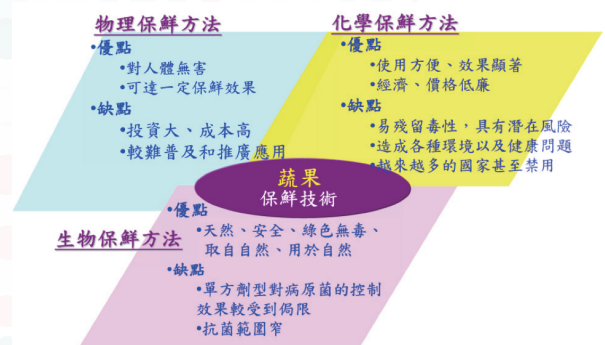 物理保鮮方法
•優點
•對人體無害
•可達一定保鮮效果
•缺點
•投資大、成本高
•較難普及和推廣應用
化學保鮮方法
•優點
•使用方便、效果顯著
•經濟、價格低廉
•缺點
•易殘留毒性，具有潛在風險
•造成各種環境以及健康問題
•越來越多的國家甚至禁用
蔬果
保鮮技術
生物保鮮方法
•優點
•天然、安全、綠色無毒、
取自自然、用於自然
•缺點
•單方劑型對病原菌的控制
效果較受到侷限
•抗菌範圍窄